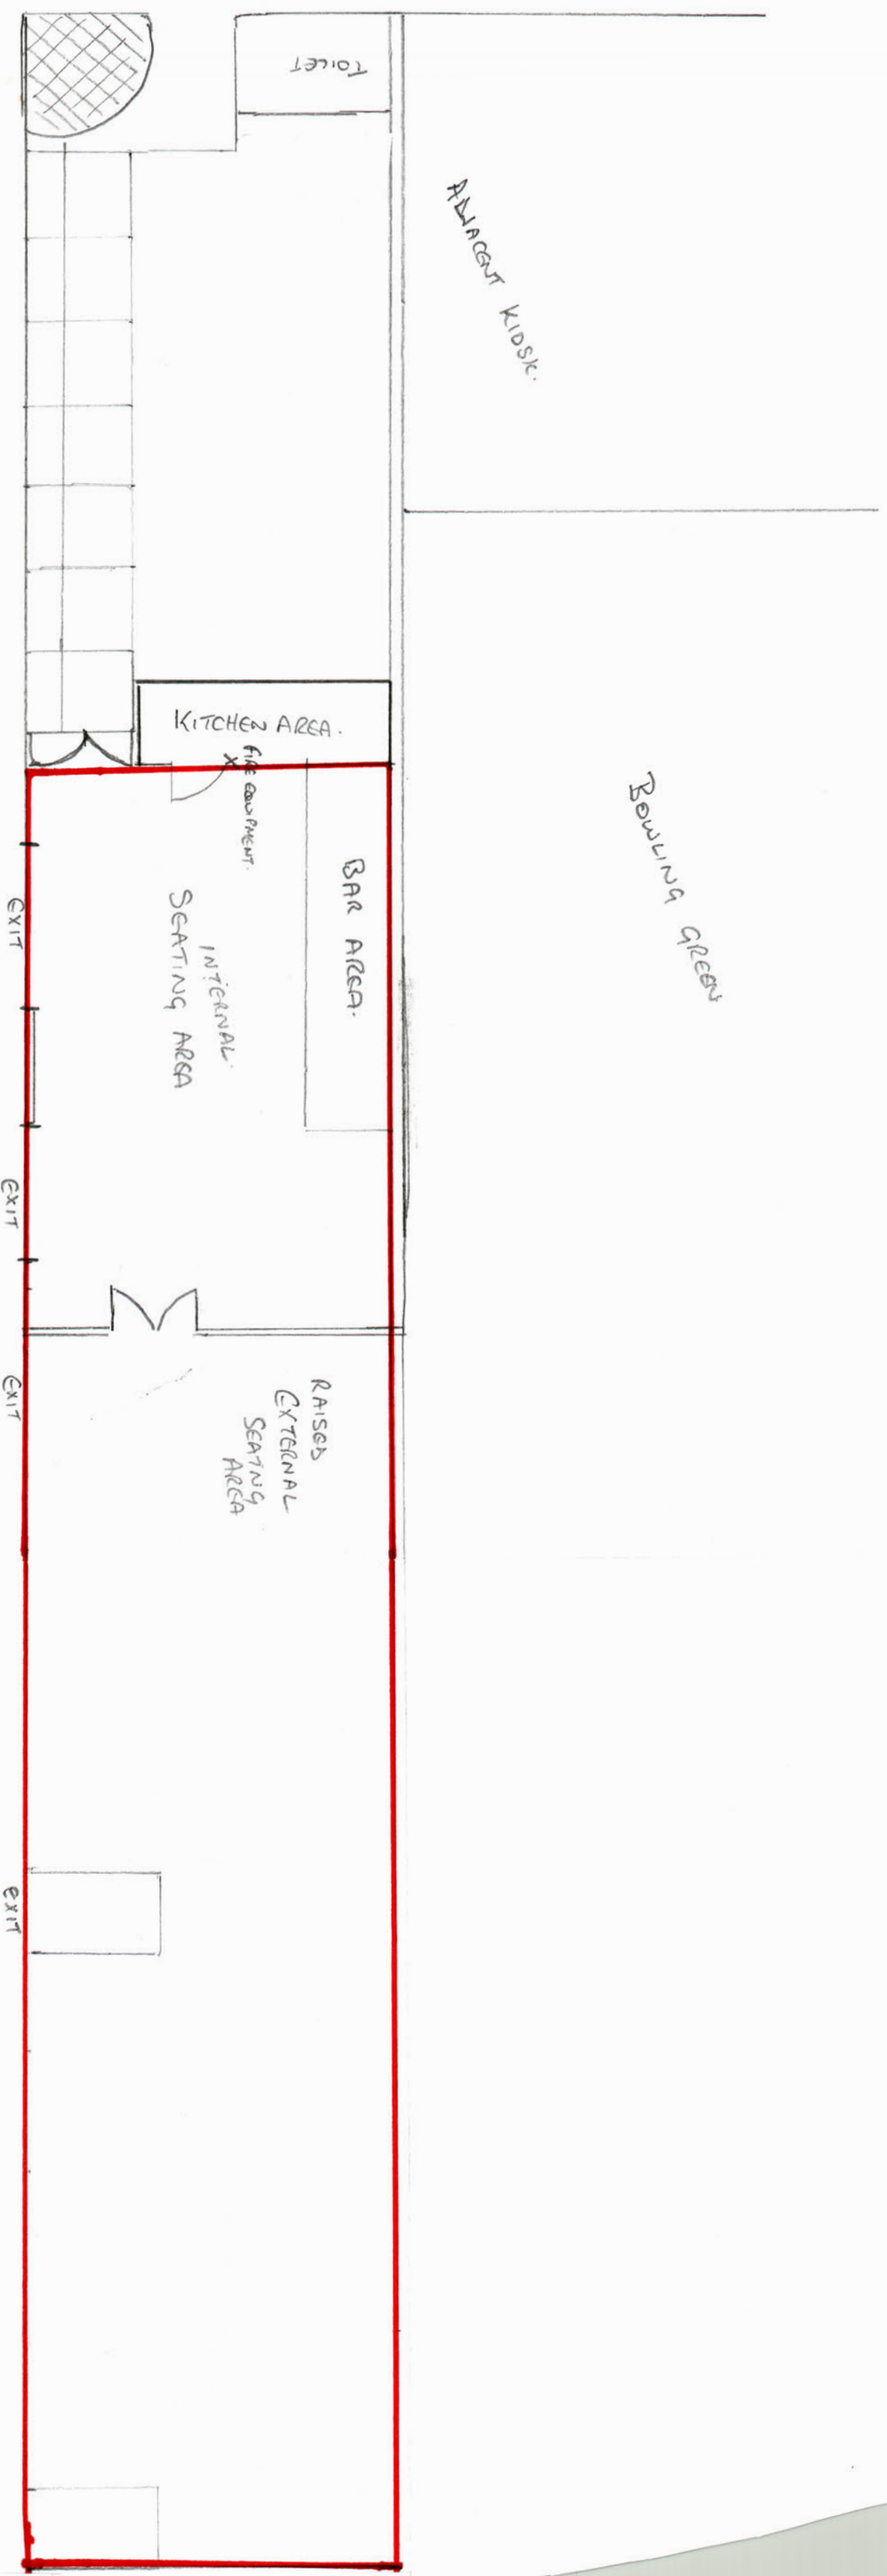 TOILET
ADJACENT KIOSK.
KITCHEN AREA.
FIRE EQUIPMENT.
X
BAR AREA.
BOWLING GREEN
INTERNAL.
SEATING AREA
EXIT
EXIT
EXIT
RAISED
EXTERNAL
SEATNG
AREA
EXIT